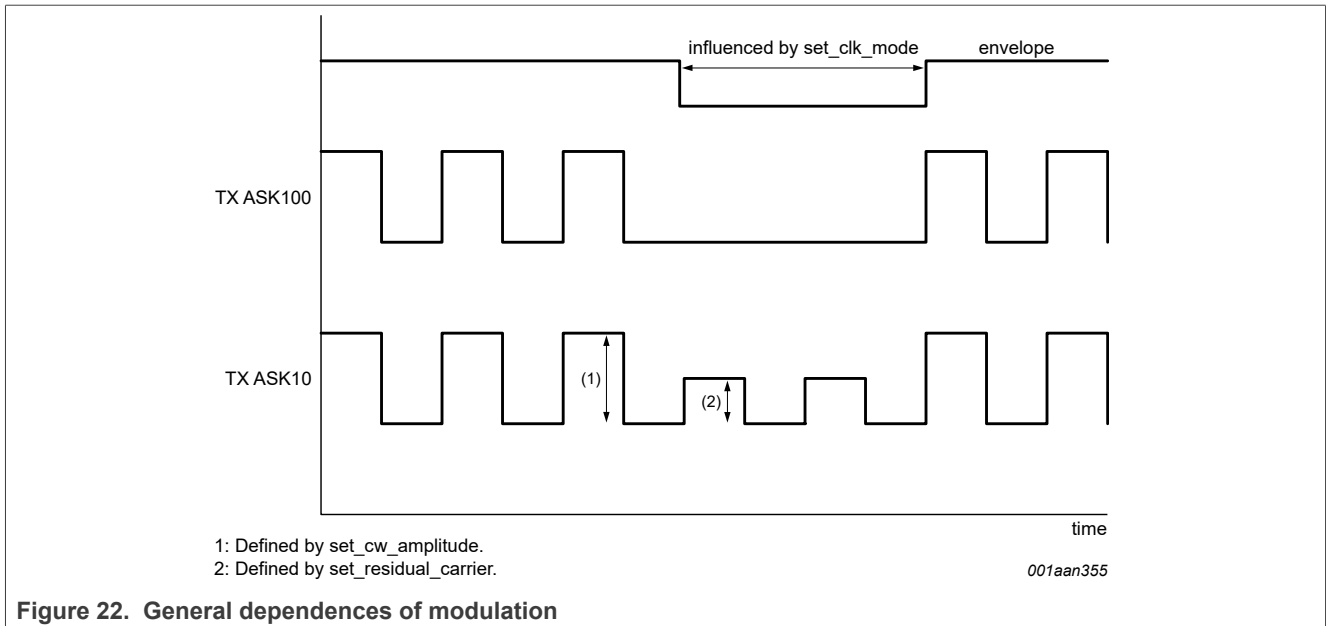 influenced by set_clk_mode
envelope
TX ASK100
TX ASK10
(1)
(2)
time
1: Defined by set_cw_amplitude.
2: Defined by set_residual_carrier.
001aan355
Figure 22. General dependences of modulation